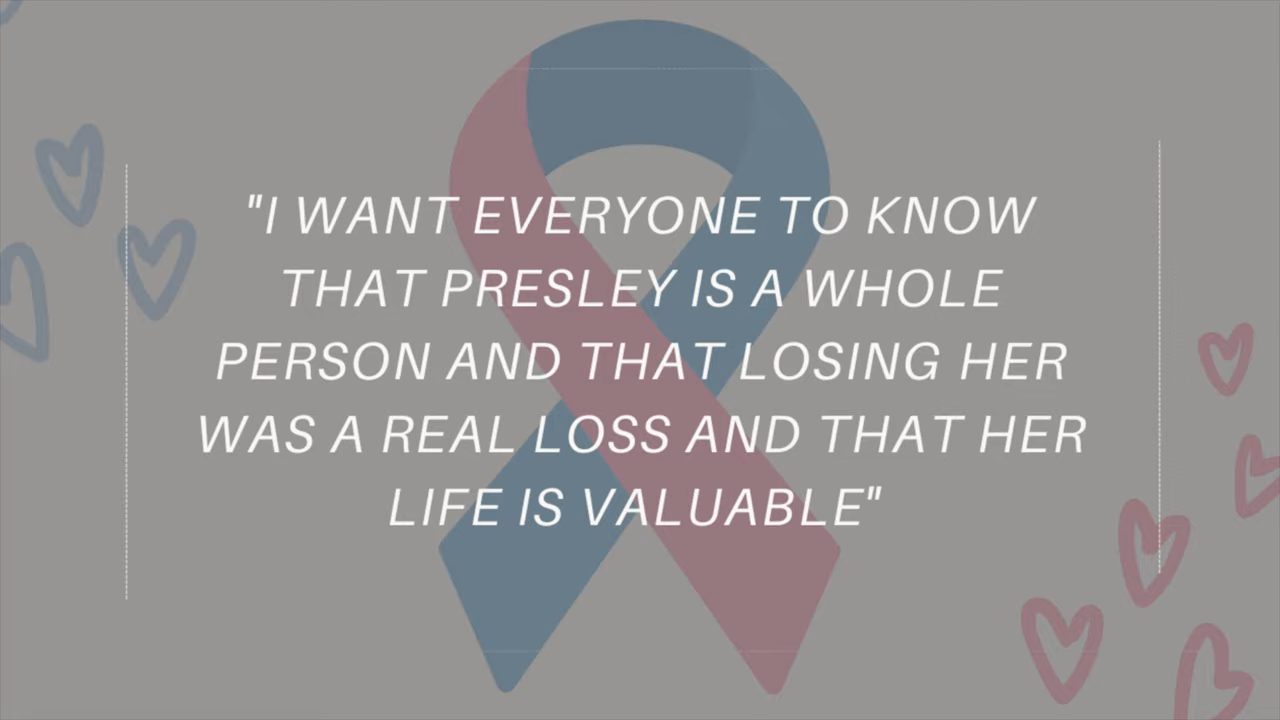 "I WANT EVERYONE TO KNOW
THAT PRESLEY IS A WHOLE
PERSON AND THAT LOSING HER
WAS A REAL LOSS AND THAT HER
LIFE IS VALUABLE"